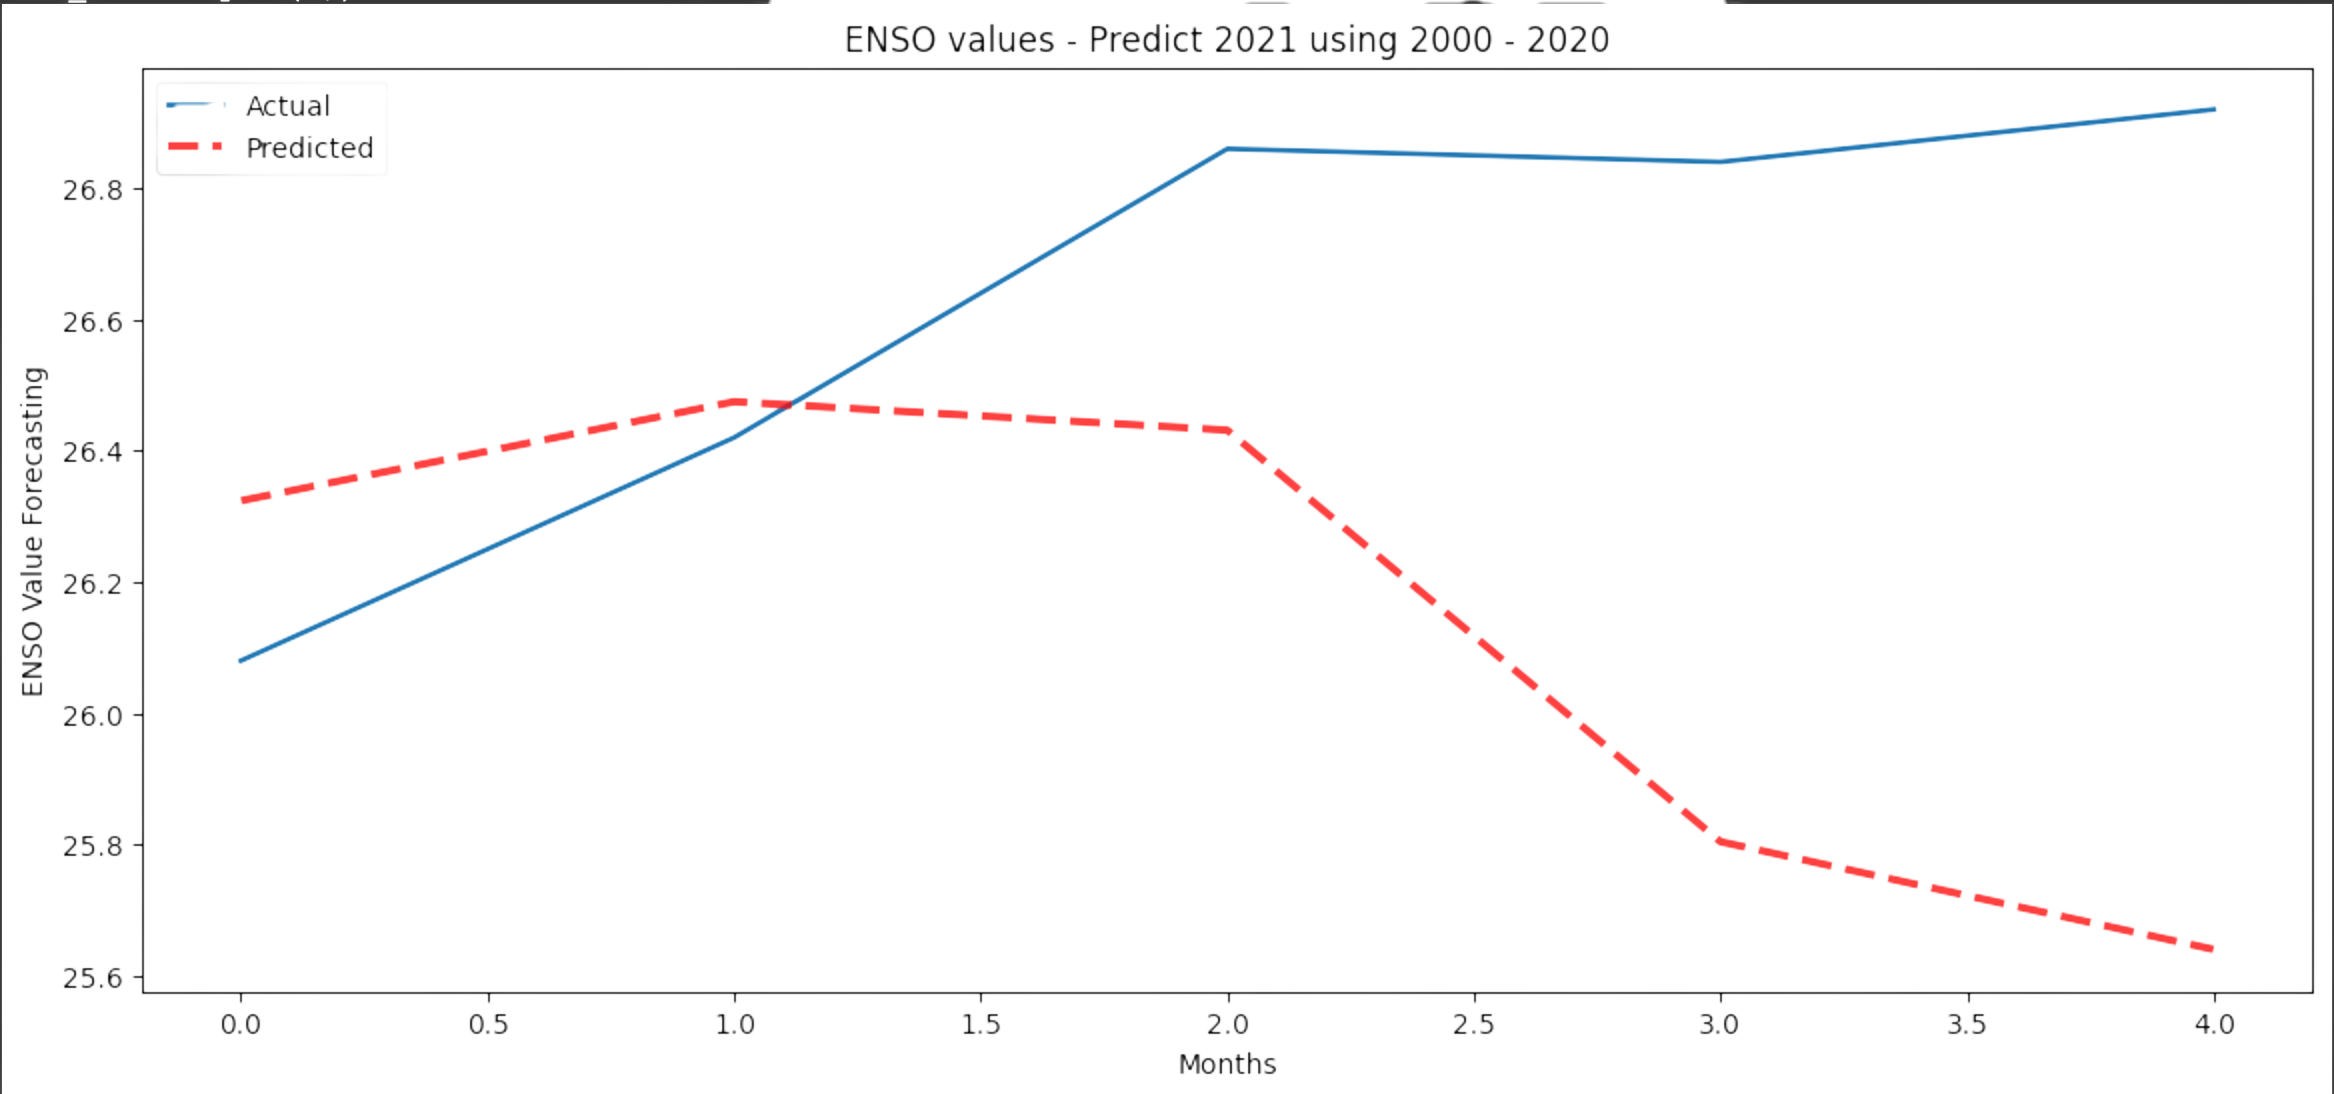 ENSO values - Predict 2021 using 2000 - 2020
Actual
Predicted
26.8
26.6
26.4
26.2
26.0
25.8
25.6
ENSO Value Forecasting
0.0 0.5 1.0 1.5 2.0 2.5 3.0 3.5 4.0
Months